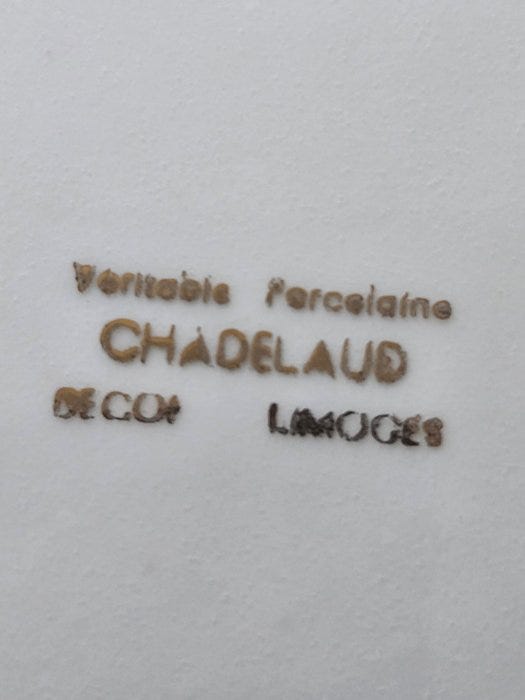 Veritable Porcelaine
CHADELAUD
DECOR LIMOGES